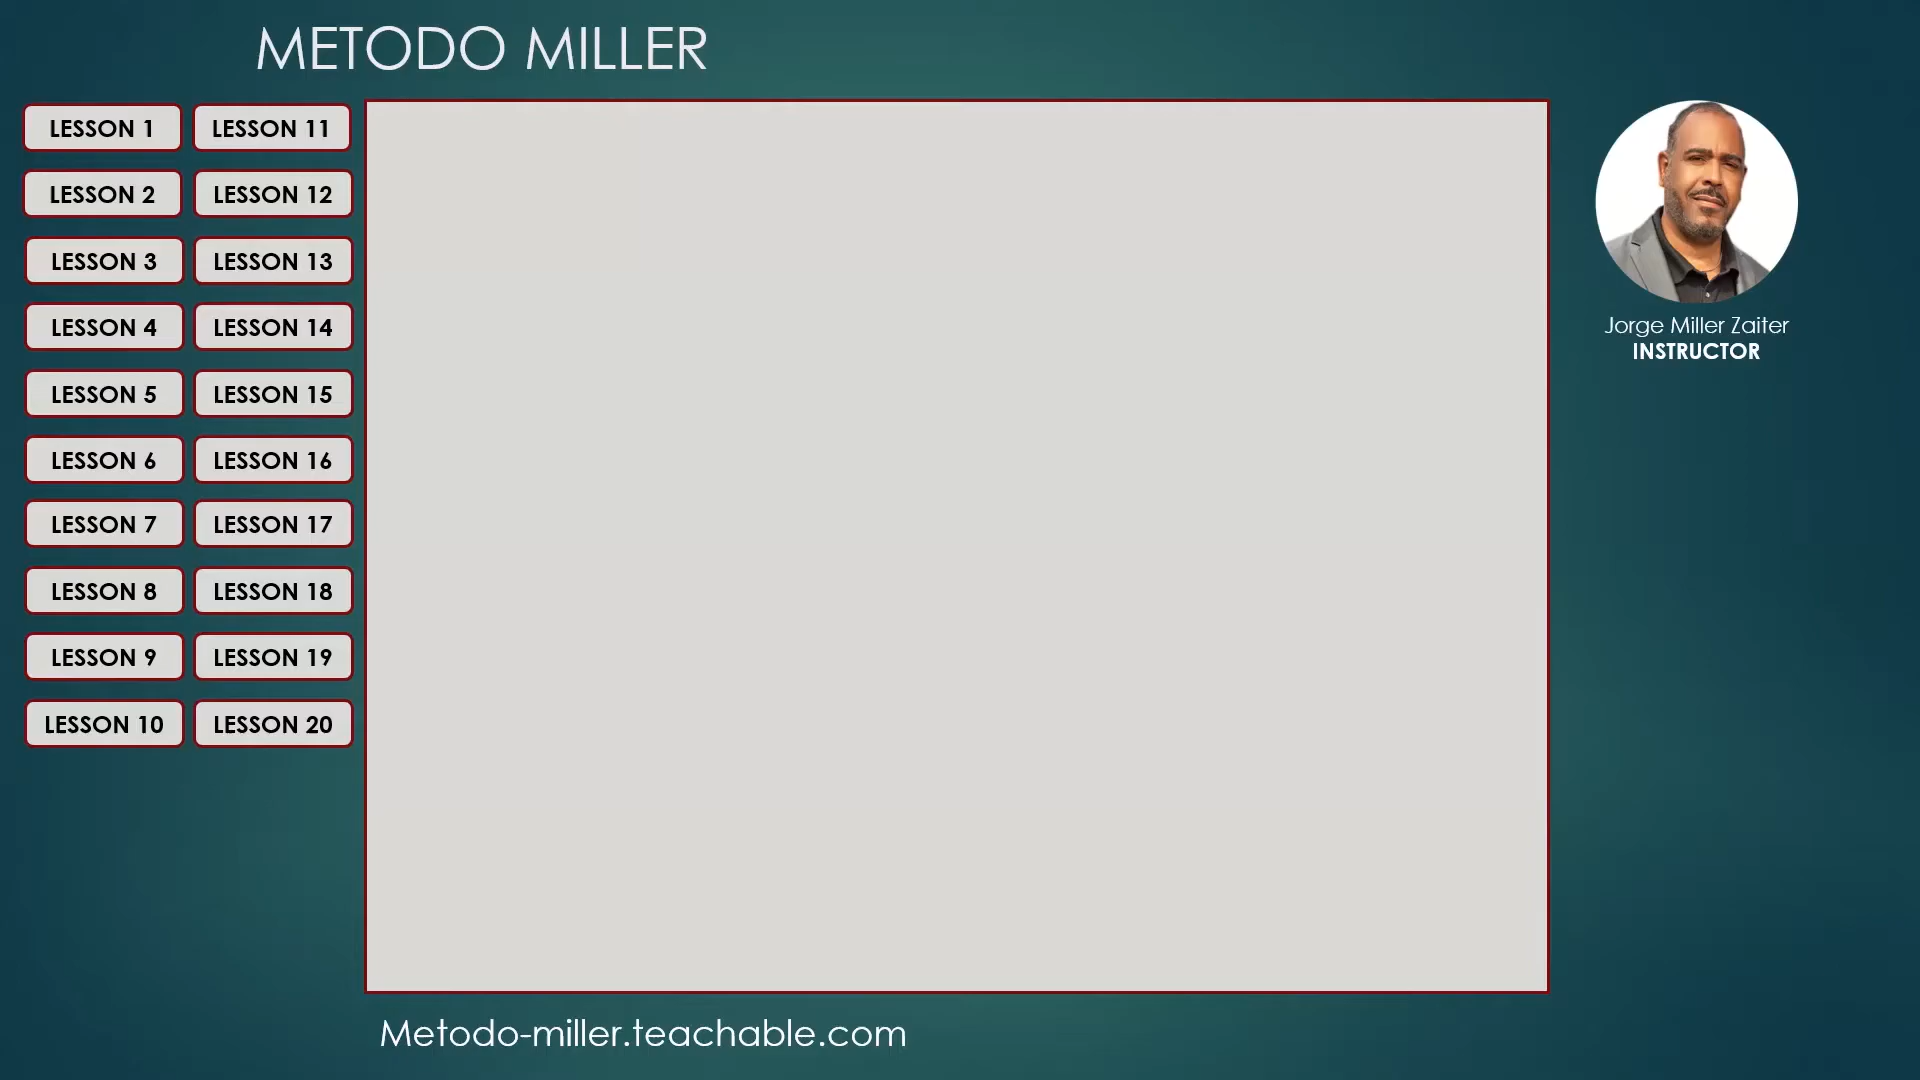 METODO MILLER
LESSON 1
LESSON 11
LESSON 2
LESSON 12
LESSON 3
LESSON 13
LESSON 4
LESSON 14
LESSON 5
LESSON 15
LESSON 6
LESSON 16
LESSON 7
LESSON 17
LESSON 8
LESSON 18
LESSON 9
LESSON 19
LESSON 10
LESSON 20
Jorge Miller Zaiter
INSTRUCTOR
Metodo-miller.teachable.com